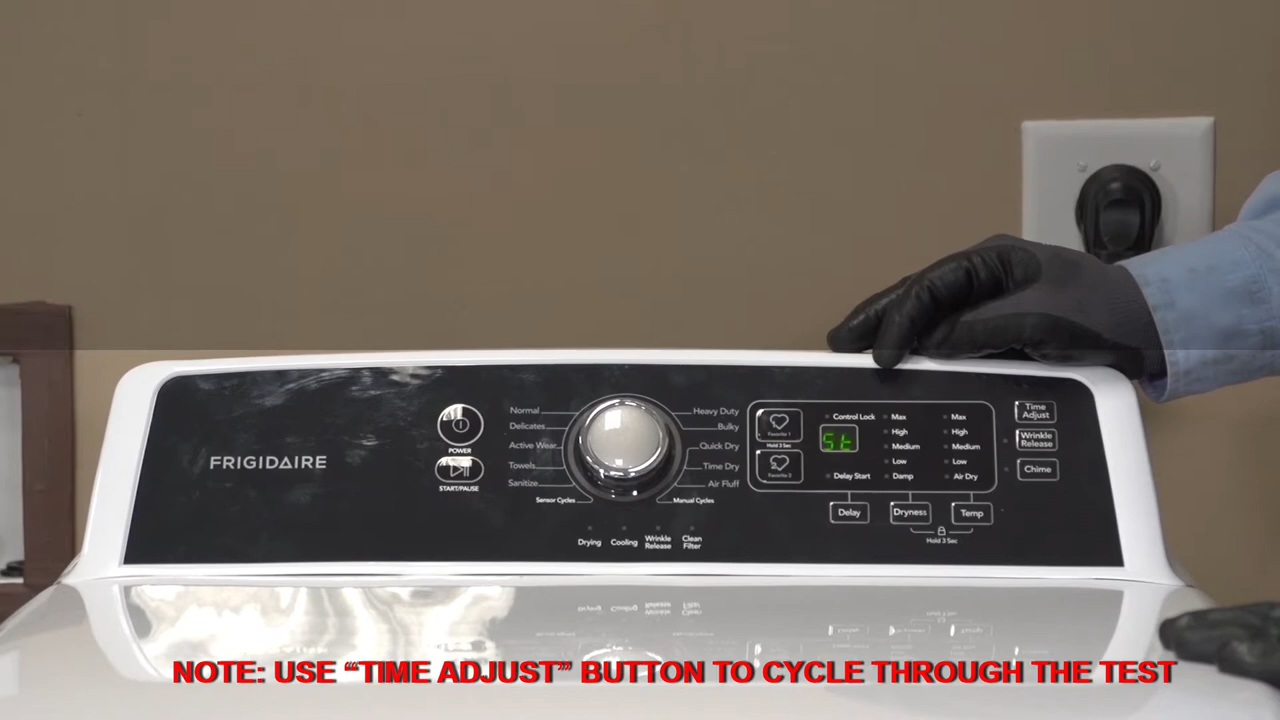 FRIGIDAIRE
POWER
START/PAUSE
Normal
Delicates
Active Wear
Towels
Sanitize
Sensor Cycles
Heavy Duty
Bulky
Quick Dry
Time Dry
Air Fluff
Manual Cycles
Drying
Cooling
Wrinkle
Release
Clean
Filter
Favorite 1
Hold 3 Sec
Favorite 2
Control Lock
St
Delay Start
Max
High
Medium
Low
Damp
Max
High
Medium
Low
Air Dry
Delay
Dryness
Temp
Hold 3 Sec
Time
Adjust
Wrinkle
Release
Chime
NOTE: USE ““TIME ADJUST”” BUTTON TO CYCLE THROUGH THE TEST